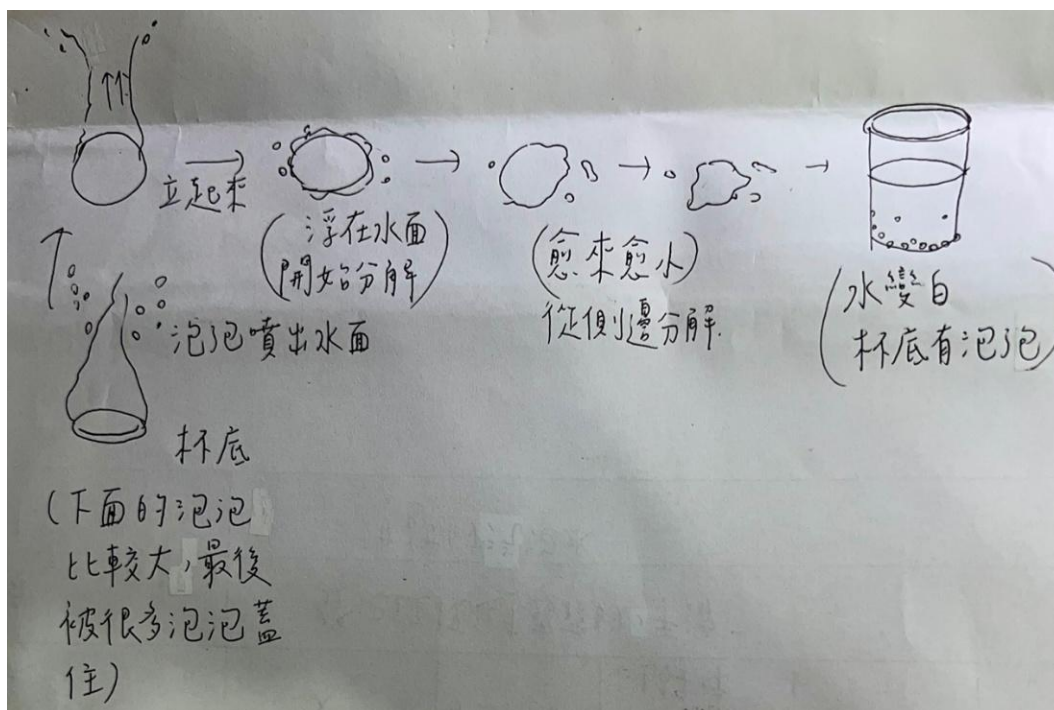 立起來
(浮在水面
開始分解)
(愈來愈小)
從側邊分解.
(水變白
杯底有泡泡)
泡泡噴出水面
杯底
(下面的泡泡
比較大,最後
被很多泡泡蓋
住)